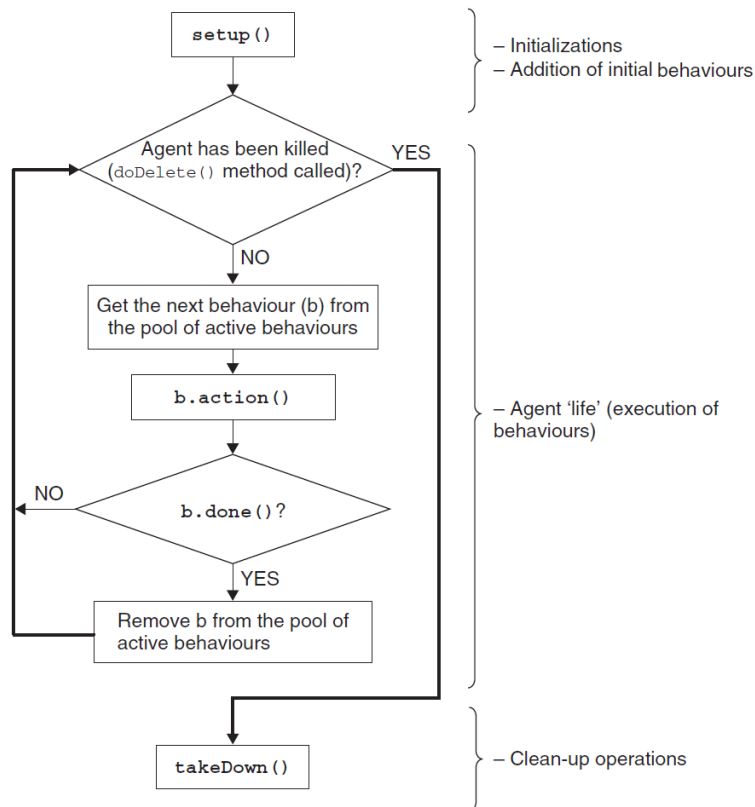 setup()
– Initializations
– Addition of initial behaviours
Agent has been killed
(doDelete() method called)?
YES
NO
Get the next behaviour (b) from
the pool of active behaviours
b.action()
– Agent ‘life’ (execution of
behaviours)
NO
b.done()?
YES
Remove b from the pool of
active behaviours
takeDown()
– Clean-up operations